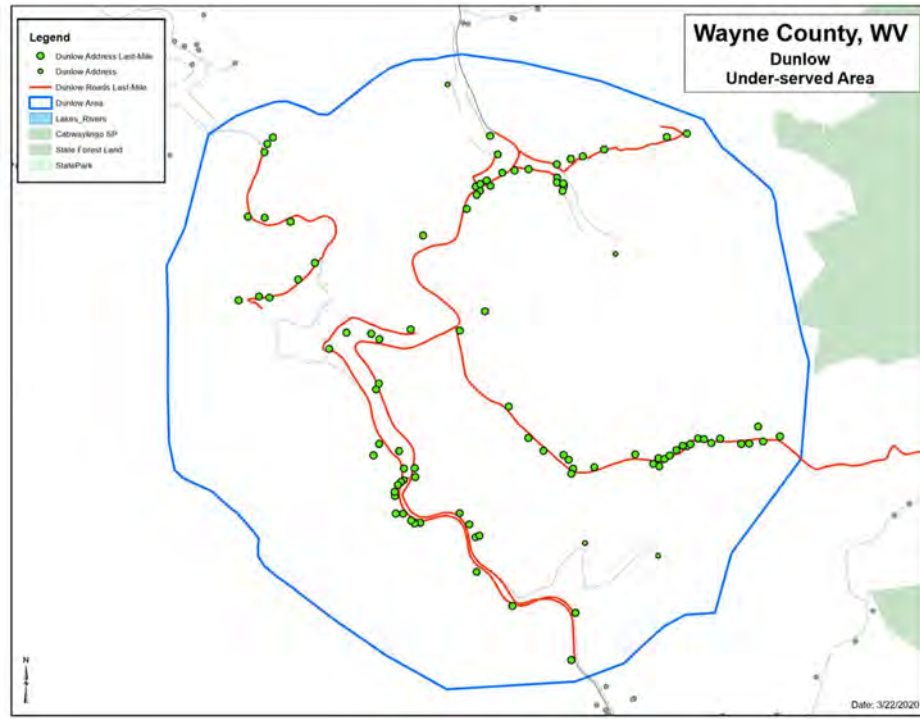 Wayne County, WV
Dunlow
Under-served Area
Legend
Dunlow Address Last-Mile
Dunlow Address
Dunlow Roads Last-Mile
Dunlow Area
Lakes_Rivers
Cabwaylingo SP
State Forest Land
StatePark
N
Date: 3/22/2020